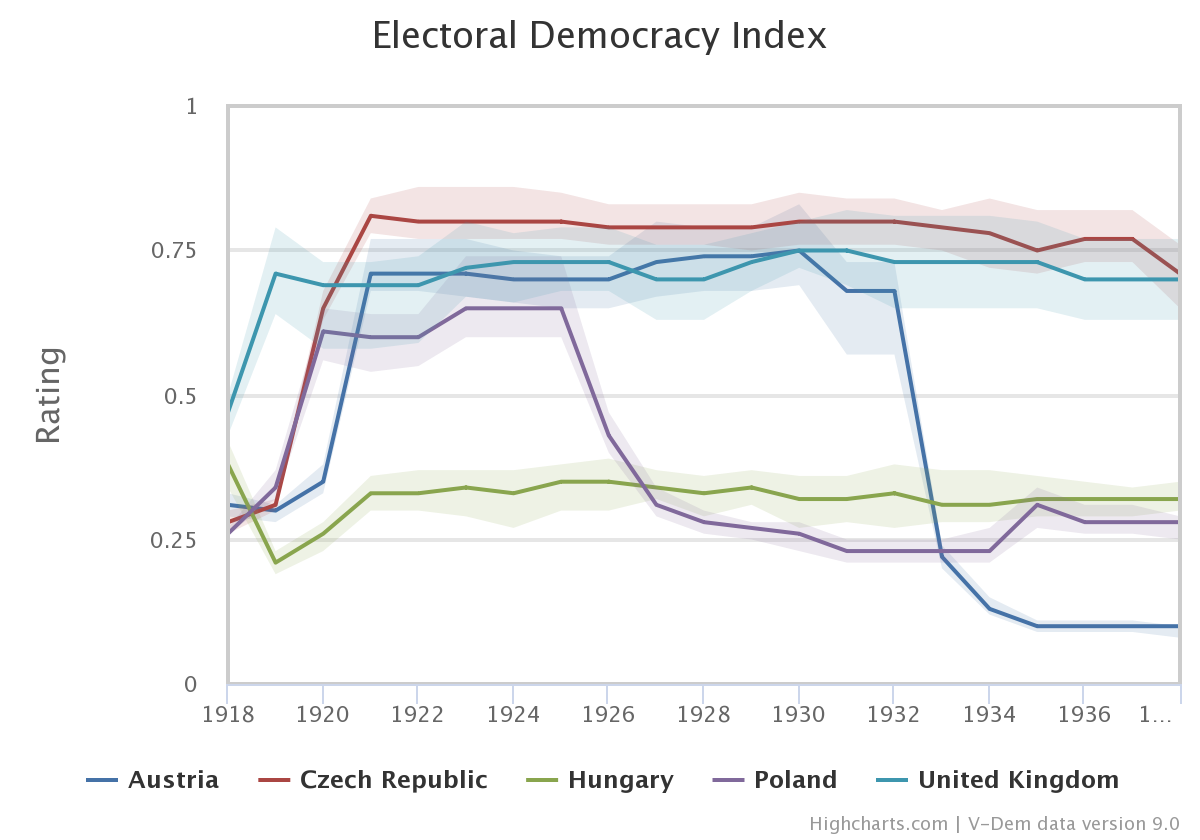 Electoral Democracy Index
Rating
1
0.75
0.5
0.25
0
1918 1920 1922 1924 1926 1928 1930 1932 1934 1936 1...
Austria Czech Republic Hungary Poland United Kingdom
Highcharts.com | V-Dem data version 9.0